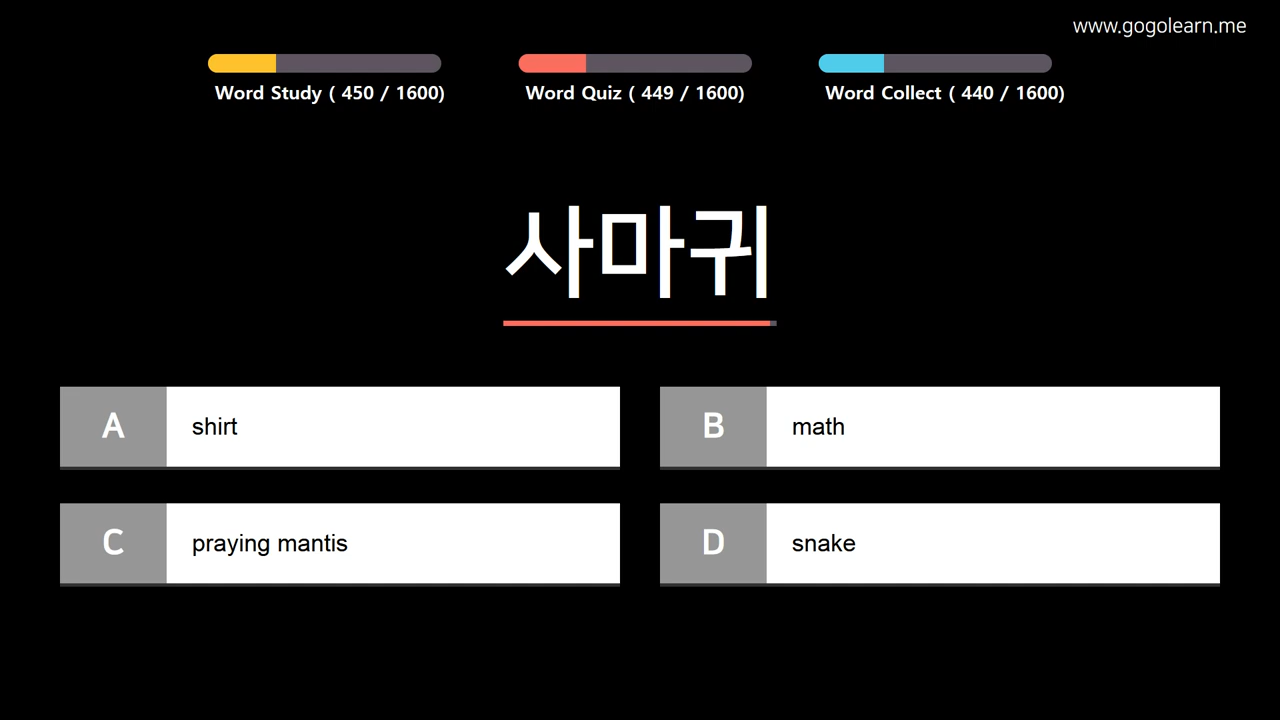 www.gogolearn.me
Word Study ( 450 / 1600)
Word Quiz ( 449 / 1600)
Word Collect ( 440 / 1600)
사마귀
A shirt
B math
C praying mantis
D snake